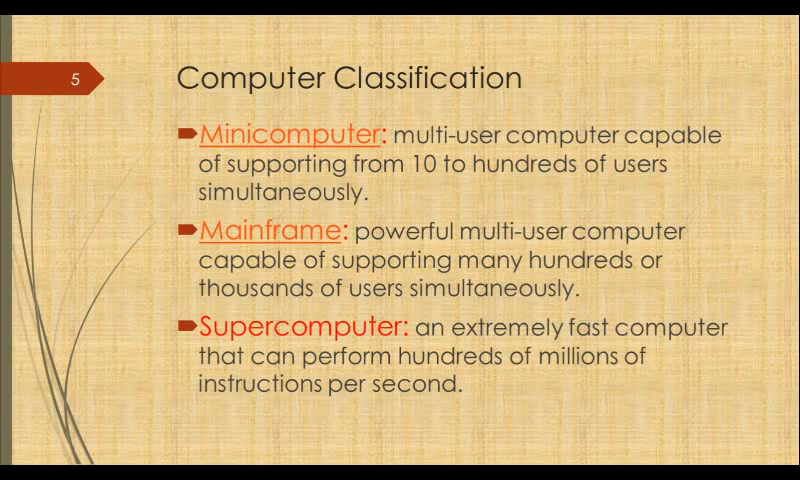 5
Computer Classification
Minicomputer: multi-user computer capable
of supporting from 10 to hundreds of users
simultaneously.
Mainframe: powerful multi-user computer
capable of supporting many hundreds or
thousands of users simultaneously.
Supercomputer: an extremely fast computer
that can perform hundreds of millions of
instructions per second.